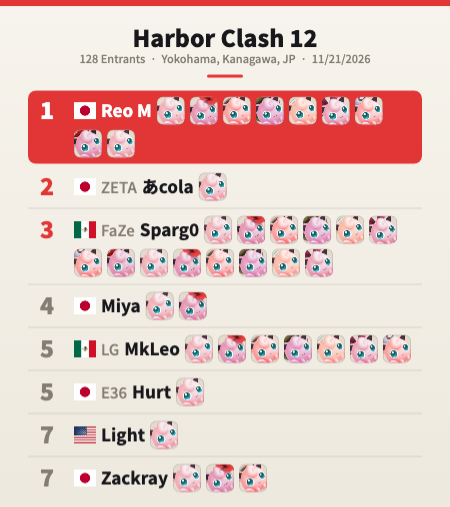 Harbor Clash 12
128 Entrants · Yokohama, Kanagawa, JP · 11/21/2026
1 Reo M
2 ZETA あcola
3 FaZe Sparg0
4 Miya
5 LG MkLeo
5 E36 Hurt
7 Light
7 Zackray